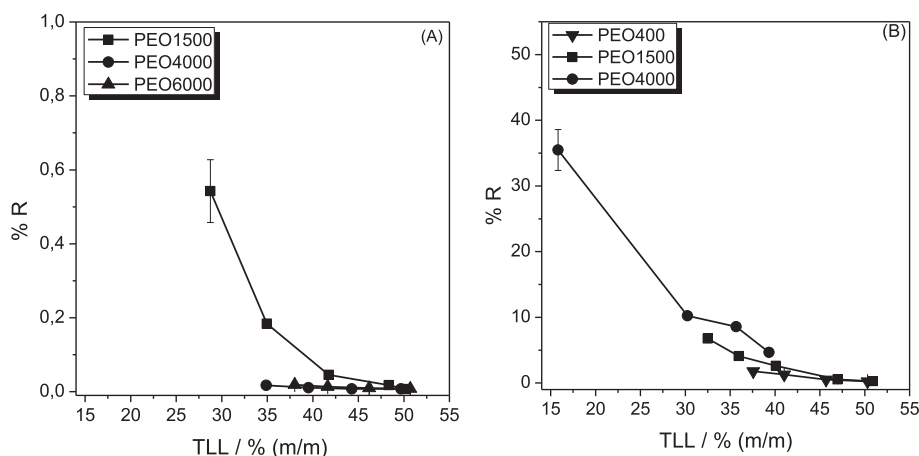 (A)
PEO1500
PEO4000
PEO6000
1,0
0,8
0,6
0,4
0,2
0,0
% R
15 20 25 30 35 40 45 50 55
TLL / % (m/m)
(B)
PEO400
PEO1500
PEO4000
50
40
30
20
10
0
% R
15 20 25 30 35 40 45 50 55
TLL / % (m/m)